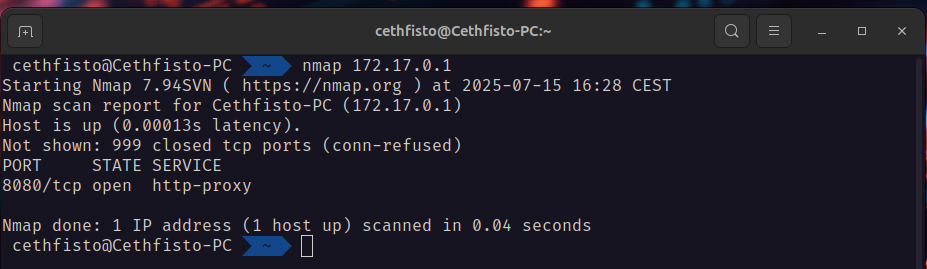 cethfisto@Cethfisto-PC:~
cethfisto@Cethfisto-PC ~ nmap 172.17.0.1
Starting Nmap 7.94SVN ( https://nmap.org ) at 2025-07-15 16:28 CEST
Nmap scan report for Cethfisto-PC (172.17.0.1)
Host is up (0.00013s latency).
Not shown: 999 closed tcp ports (conn-refused)
PORT     STATE SERVICE
8080/tcp open  http-proxy
Nmap done: 1 IP address (1 host up) scanned in 0.04 seconds
cethfisto@Cethfisto-PC ~